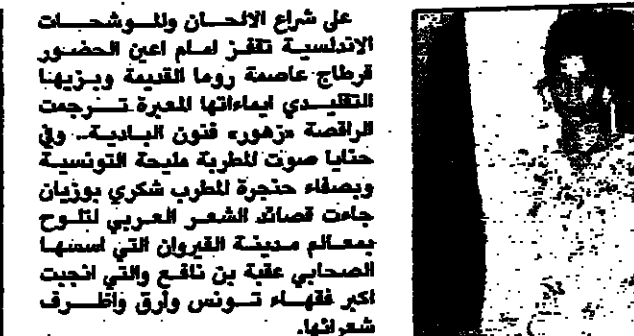 على شراع الالحان والموشحات
الاندلسية تقفز امام اعين الحضور
قرطاج عاصمة روما القديمة وبزيها
التقليدي ايماءاتها المعبرة ترجمت
الراقصة «زهور» فنون البادية.. وفي
حنايا صوت المطربة مليحة التونسية
وبصفاء حنجرة المطرب شكري بوزيان
جاءت قصائد الشعر العربي لتلوح
بمعالم مدينة القيروان التي اسسها
الصحابي عقبة بن نافع والتي انجبت
اكبر فقهاء تونس وارق واظرف
شعرائها.